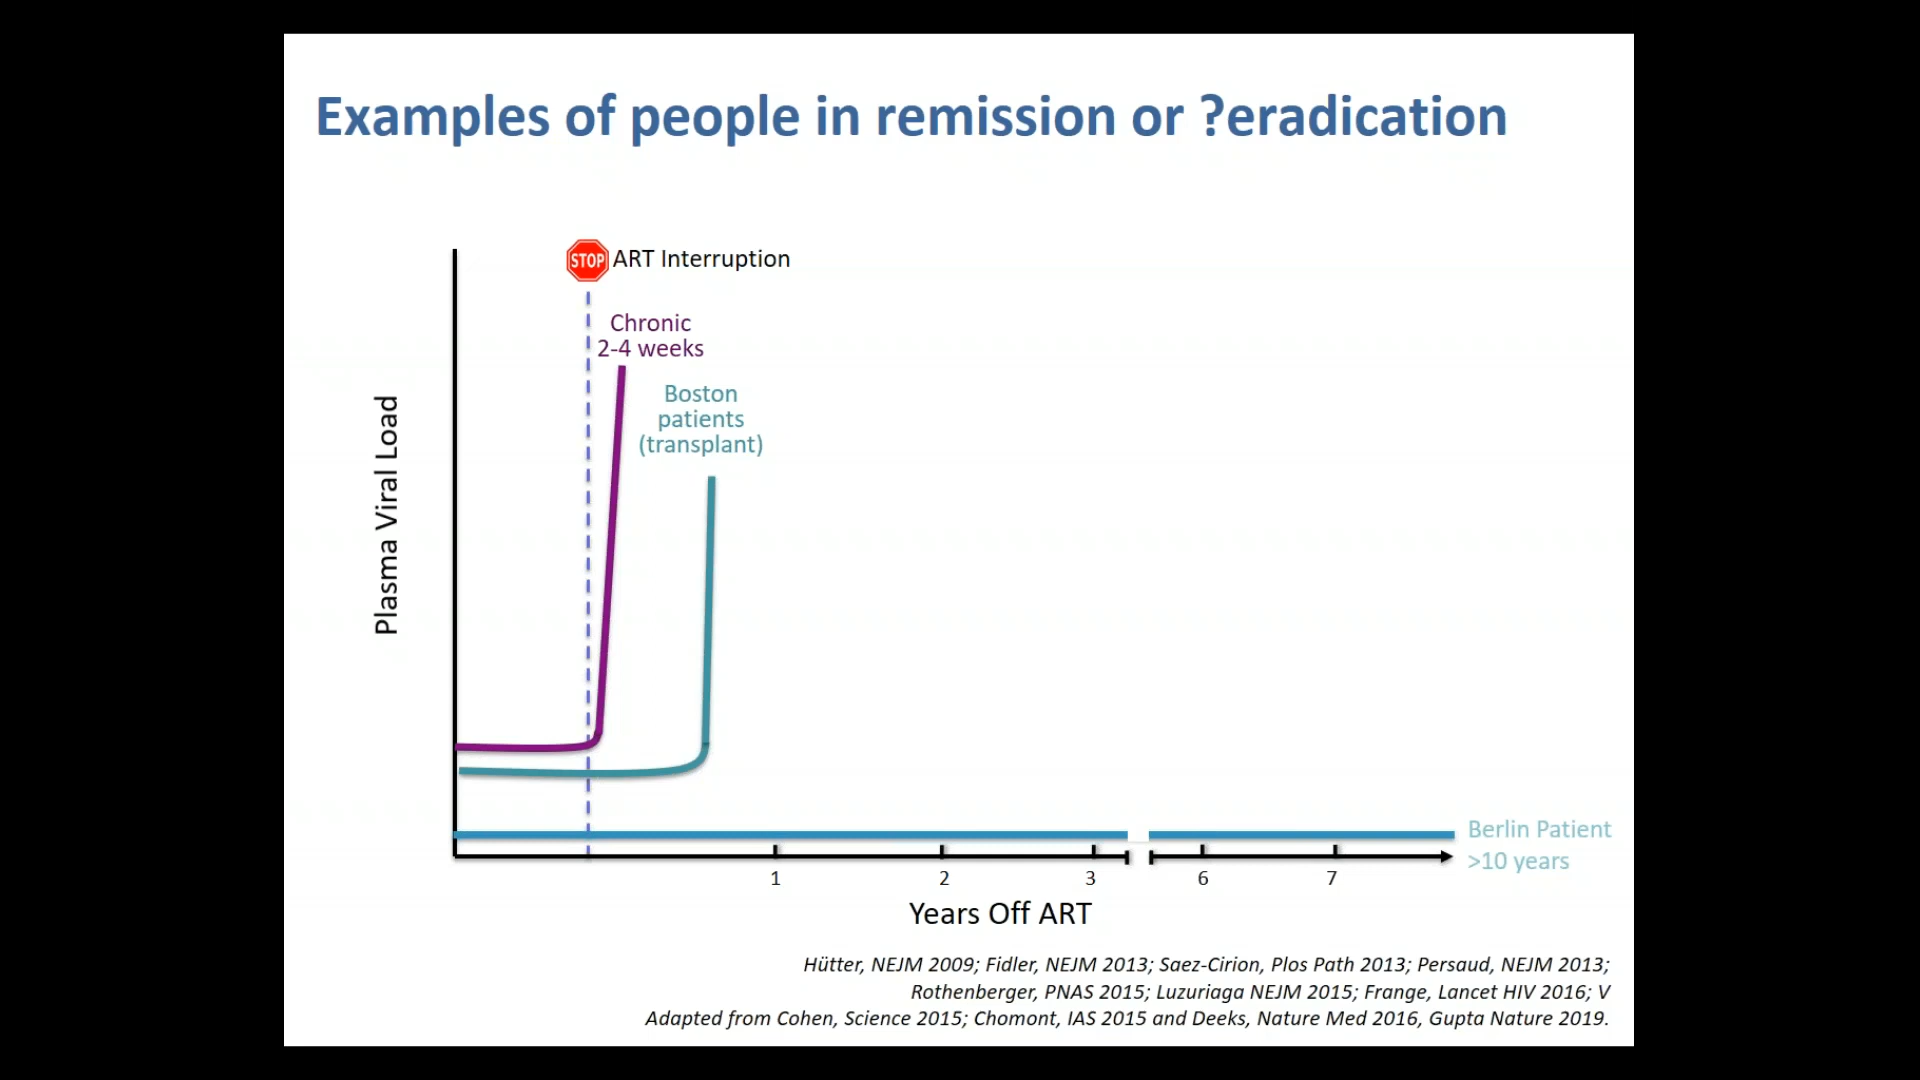 Examples of people in remission or ?eradication
STOP ART Interruption
Chronic
2-4 weeks
Boston
patients
(transplant)
Plasma Viral Load
Berlin Patient
>10 years
1 2 3 6 7
Years Off ART
Hütter, NEJM 2009; Fidler, NEJM 2013; Saez-Cirion, Plos Path 2013; Persaud, NEJM 2013;
Rothenberger, PNAS 2015; Luzuriaga NEJM 2015; Frange, Lancet HIV 2016; V
Adapted from Cohen, Science 2015; Chomont, IAS 2015 and Deeks, Nature Med 2016, Gupta Nature 2019.